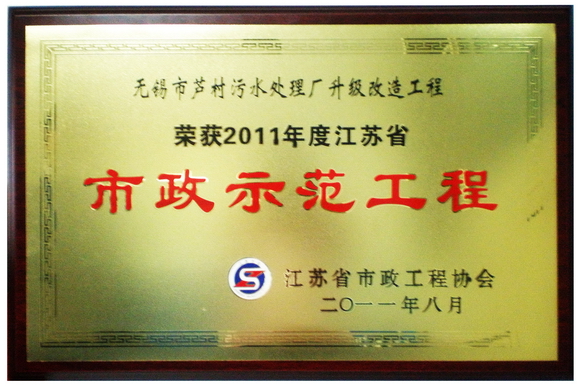 无锡市芦村污水处理厂升级改造工程
荣获2011年度江苏省
市政示范工程
江苏省市政工程协会
二〇一一年八月